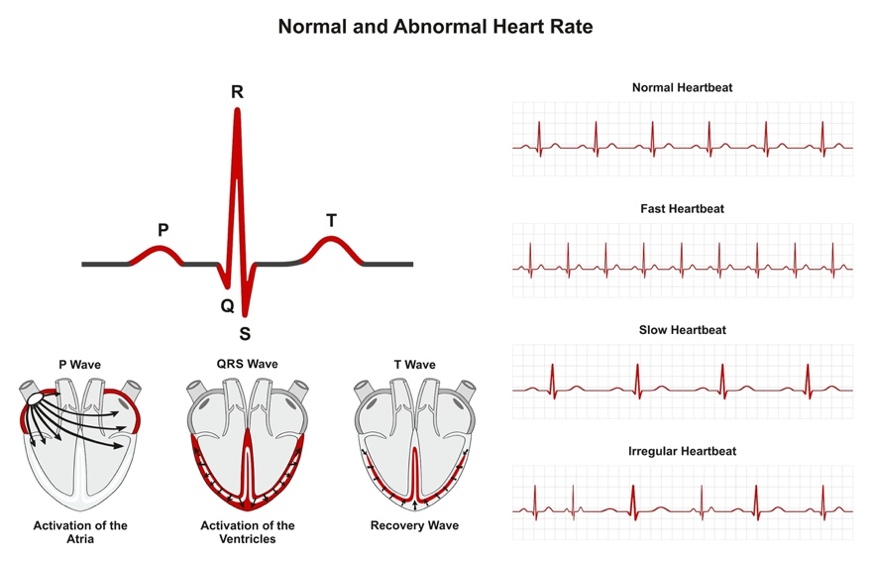 Normal and Abnormal Heart Rate
R
P
T
Q
S
P Wave
QRS Wave
T Wave
Activation of the
Atria
Activation of the
Ventricles
Recovery Wave
Normal Heartbeat
Fast Heartbeat
Slow Heartbeat
Irregular Heartbeat